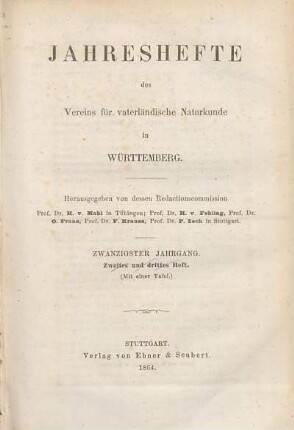 JAHRESHEFTE
des
Vereins für vaterländische Naturkunde
in
WÜRTTEMBERG.
Herausgegeben von dessen Redactionscommission
Prof. Dr. H. v. Mohl in Tübingen; Prof. Dr. H. v. Fehling, Prof. Dr.
O. Fraas, Prof. Dr. F. Krauss, Prof. Dr. P. Zech in Stuttgart.
ZWANZIGSTER JAHRGANG.
Zweites und drittes Heft.
(Mit einer Tafel.)
STUTTGART.
Verlag von Ebner & Seubert.
1864.